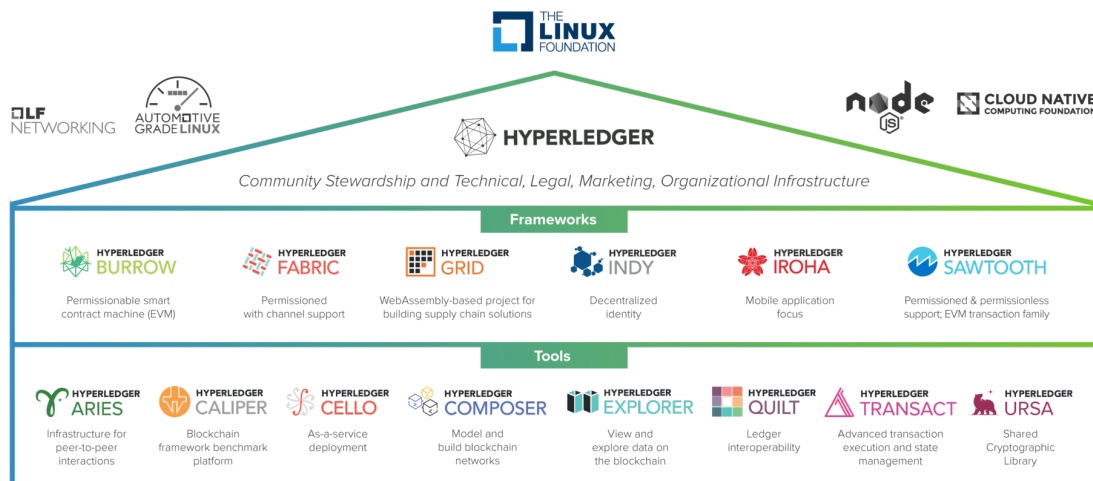 THE
LINUX
FOUNDATION
LF
NETWORKING
AUTOMOTIVE
GRADE LINUX
node
JS
CLOUD NATIVE
COMPUTING FOUNDATION
HYPERLEDGER
Community Stewardship and Technical, Legal, Marketing, Organizational Infrastructure
Frameworks
HYPERLEDGER
BURROW
Permissionable smart
contract machine (EVM)
HYPERLEDGER
FABRIC
Permissioned
with channel support
HYPERLEDGER
GRID
WebAssembly-based project for
building supply chain solutions
HYPERLEDGER
INDY
Decentralized
identity
HYPERLEDGER
IROHA
Mobile application
focus
HYPERLEDGER
SAWTOOTH
Permissioned & permissionless
support; EVM transaction family
Tools
HYPERLEDGER
ARIES
Infrastructure for
peer-to-peer
interactions
HYPERLEDGER
CALIPER
Blockchain
framework benchmark
platform
HYPERLEDGER
CELLO
As-a-service
deployment
HYPERLEDGER
COMPOSER
Model and
build blockchain
networks
HYPERLEDGER
EXPLORER
View and
explore data on
the blockchain
HYPERLEDGER
QUILT
Ledger
interoperability
HYPERLEDGER
TRANSACT
Advanced transaction
execution and state
management
HYPERLEDGER
URSA
Shared
Cryptographic
Library